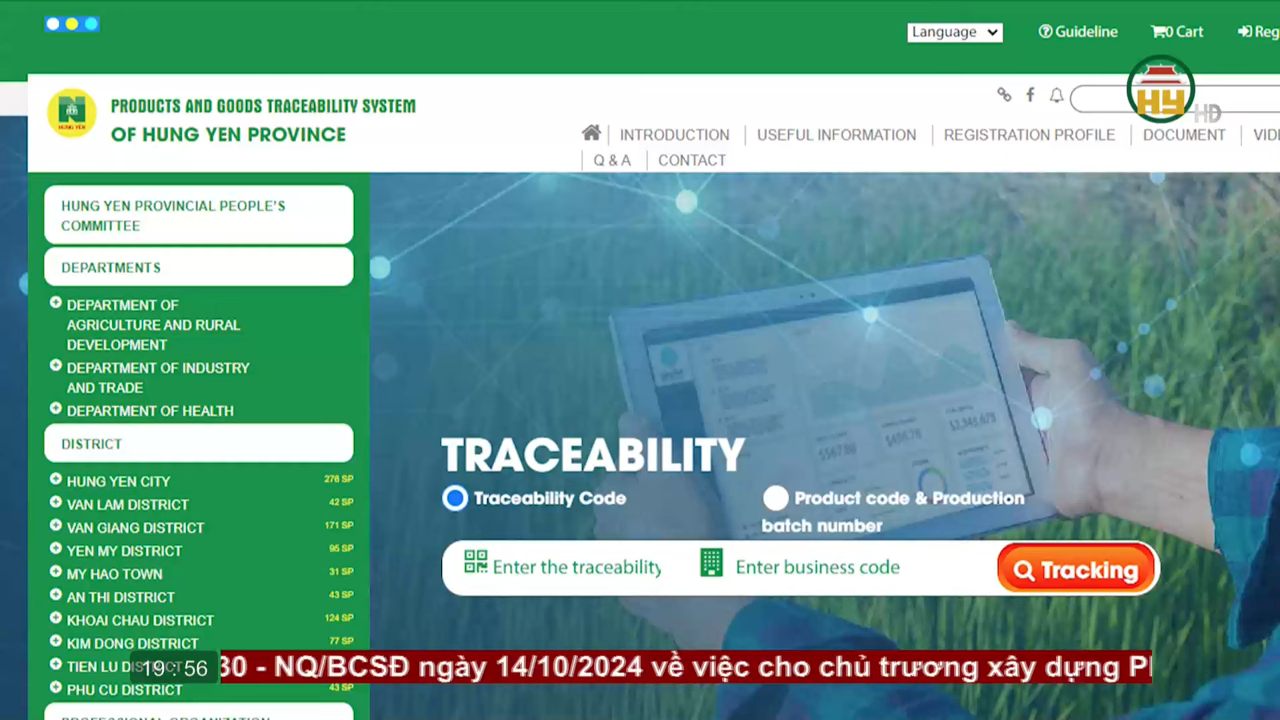 Language
Guideline
0 Cart
Reg
PRODUCTS AND GOODS TRACEABILITY SYSTEM
OF HUNG YEN PROVINCE
HUNG YEN
HY
HD
INTRODUCTION
USEFUL INFORMATION
REGISTRATION PROFILE
DOCUMENT
VID
Q & A
CONTACT
HUNG YEN PROVINCIAL PEOPLE'S
COMMITTEE
DEPARTMENTS
DEPARTMENT OF
AGRICULTURE AND RURAL
DEVELOPMENT
DEPARTMENT OF INDUSTRY
AND TRADE
DEPARTMENT OF HEALTH
DISTRICT
HUNG YEN CITY 276 SP
VAN LAM DISTRICT 42 SP
VAN GIANG DISTRICT 171 SP
YEN MY DISTRICT 95 SP
MY HAO TOWN 31 SP
AN THI DISTRICT 43 SP
KHOAI CHAU DISTRICT 124 SP
KIM DONG DISTRICT 77 SP
TIEN LU
PHU CU DISTRICT 43 SP
TRACEABILITY
Traceability Code
Product code & Production
batch number
Enter the traceability
Enter business code
Tracking
19:56
30 - NQ/BCSĐ ngày 14/10/2024 về việc cho chủ trương xây dựng